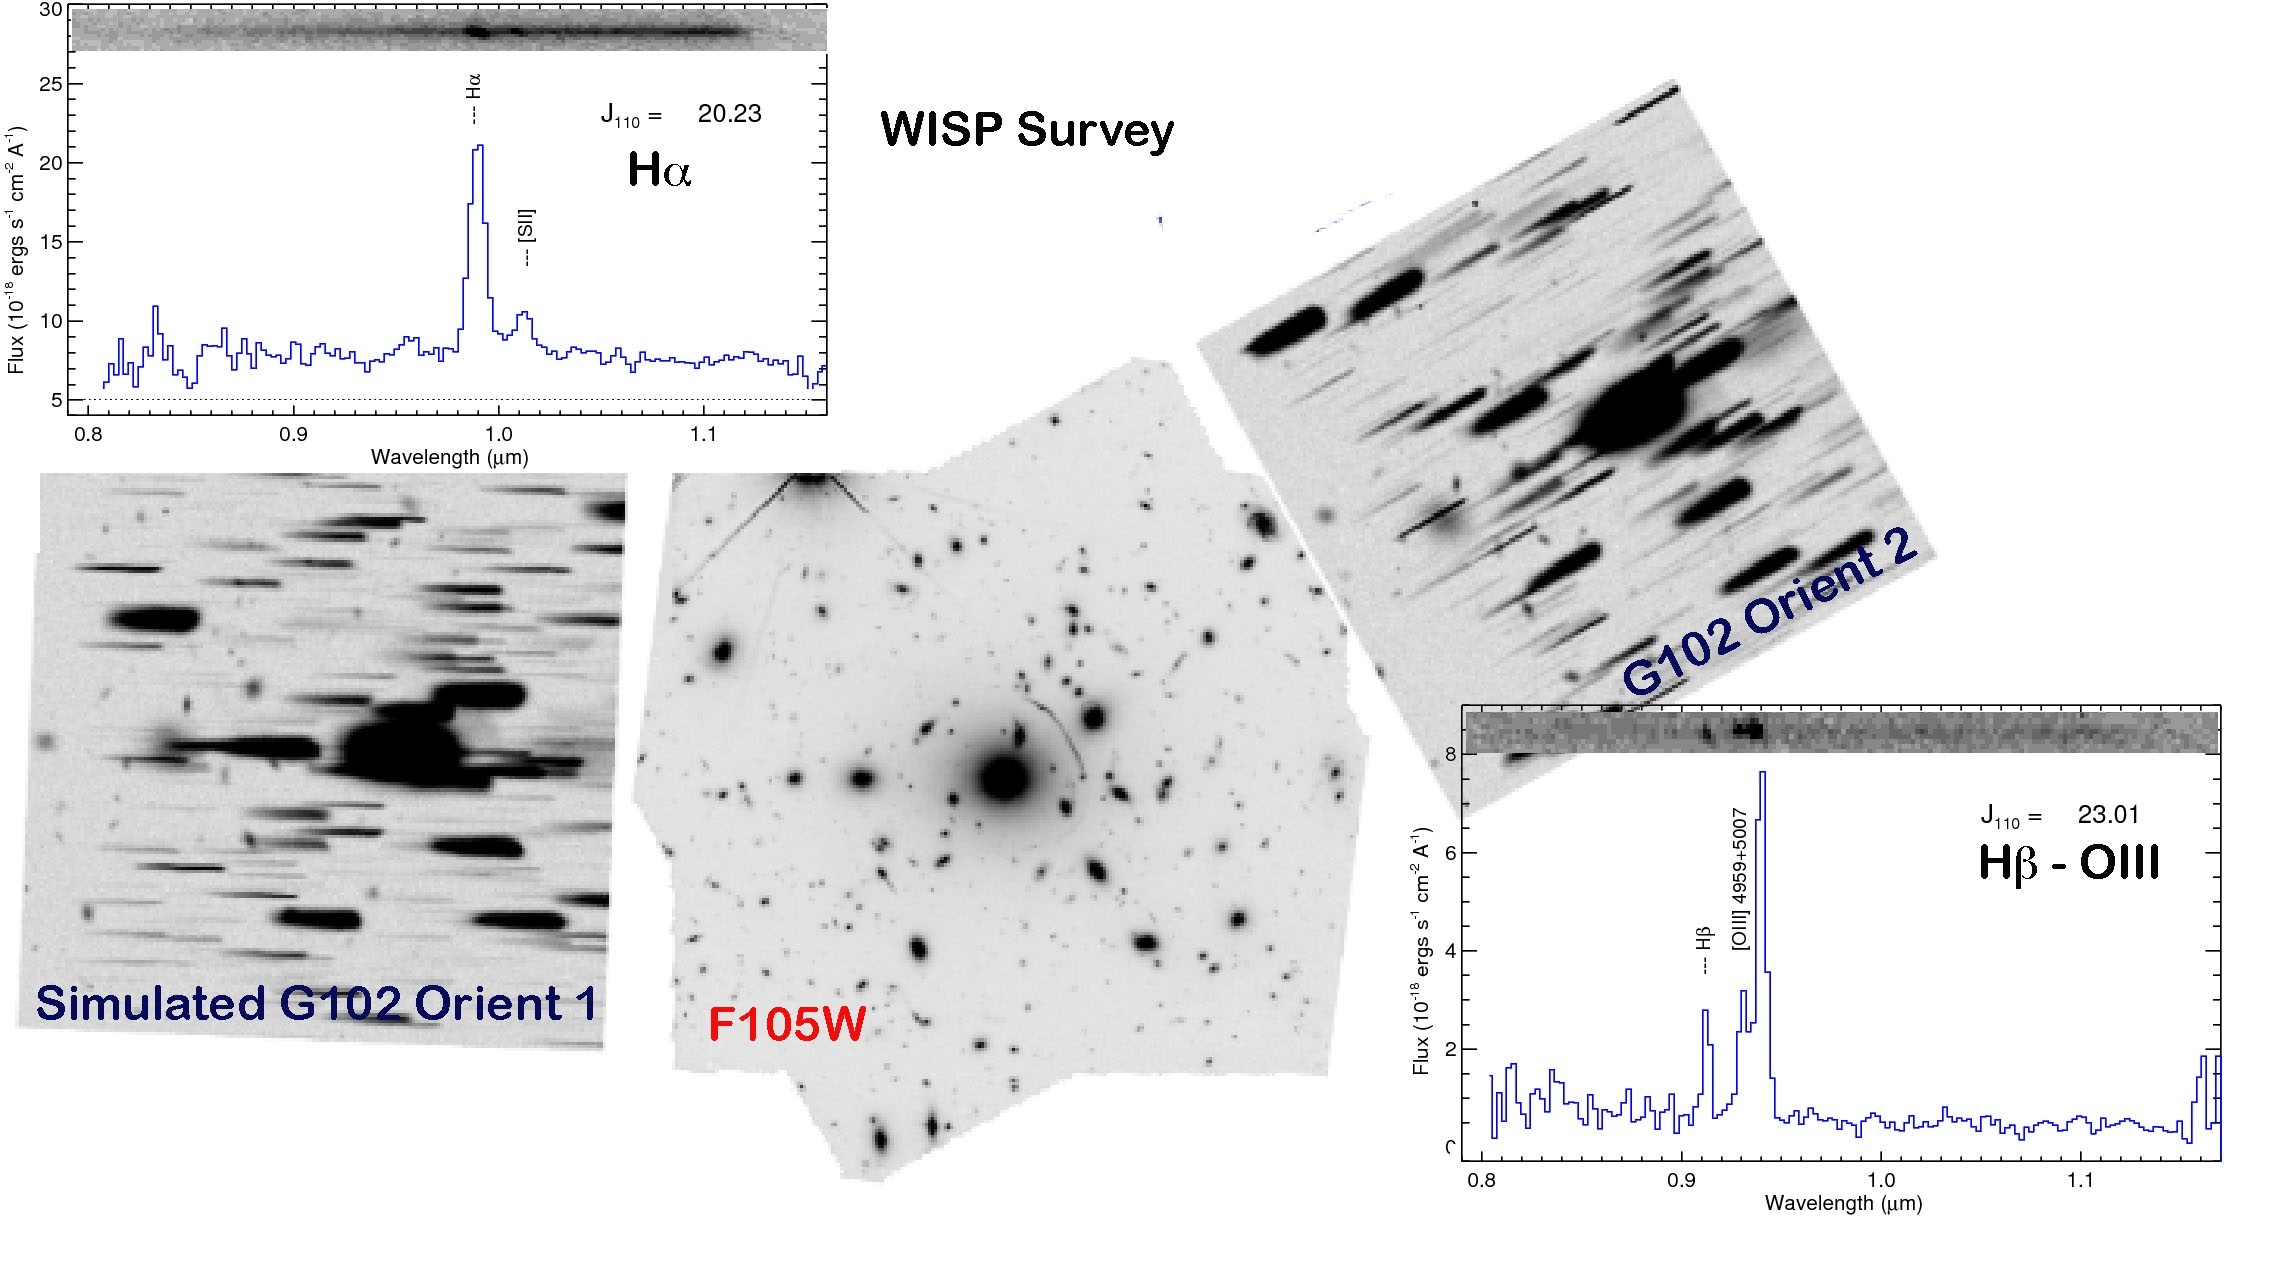 30
25
20
15
10
5
Flux (10⁻¹⁸ ergs s⁻¹ cm⁻² A⁻¹)
--- Hα
--- [SII]
J₁₁₀ = 20.23
Hα
0.8 0.9 1.0 1.1
Wavelength (μm)
WISP Survey
Simulated G102 Orient 1
F105W
G102 Orient 2
8
6
4
2
Flux (10⁻¹⁸ ergs s⁻¹ cm⁻² A⁻¹)
--- Hβ
[OIII] 4959+5007
J₁₁₀ = 23.01
Hβ - OIII
0.8 0.9 1.0 1.1
Wavelength (μm)